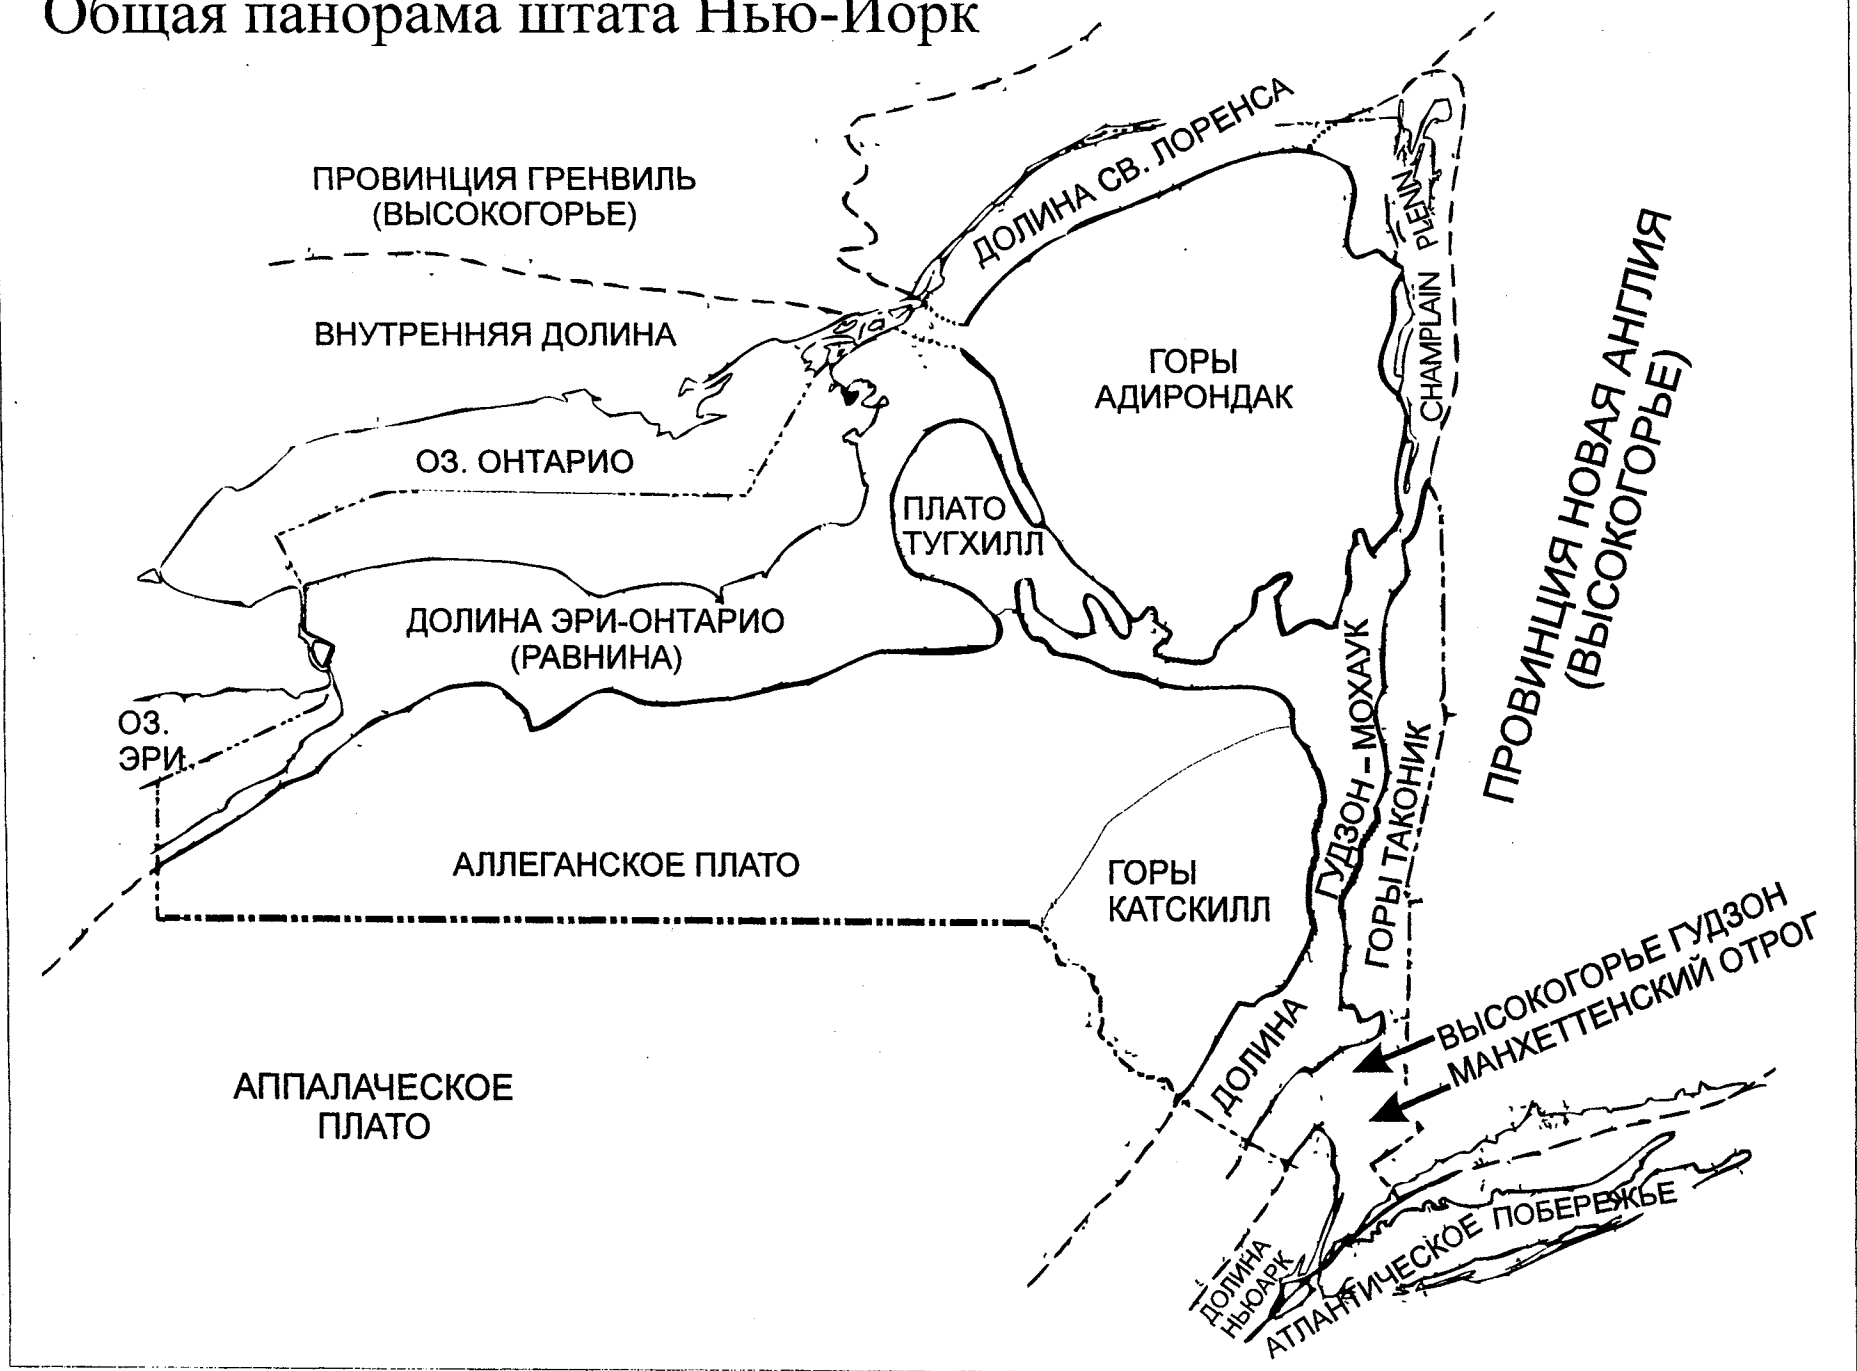 Общая панорама штата Нью-Йорк
ПРОВИНЦИЯ ГРЕНВИЛЬ
(ВЫСОКОГОРЬЕ)
ДОЛИНА СВ. ЛОРЕНСА
ВНУТРЕННЯЯ ДОЛИНА
CHAMPLAIN PLENN
ПРОВИНЦИЯ НОВАЯ АНГЛИЯ
(ВЫСОКОГОРЬЕ)
ГОРЫ
АДИРОНДАК
ОЗ. ОНТАРИО
ПЛАТО
ТУГХИЛЛ
ДОЛИНА ЭРИ-ОНТАРИО
(РАВНИНА)
ОЗ.
ЭРИ
ДОЛИНА ГУДЗОН – МОХАУК
ГОРЫ ТАКОНИК
АЛЛЕГАНСКОЕ ПЛАТО
ГОРЫ
КАТСКИЛЛ
ВЫСОКОГОРЬЕ ГУДЗОН
МАНХЕТТЕНСКИЙ ОТРОГ
АППАЛАЧЕСКОЕ
ПЛАТО
ДОЛИНА
НЬЮАРК
АТЛАНТИЧЕСКОЕ ПОБЕРЕЖЬЕ